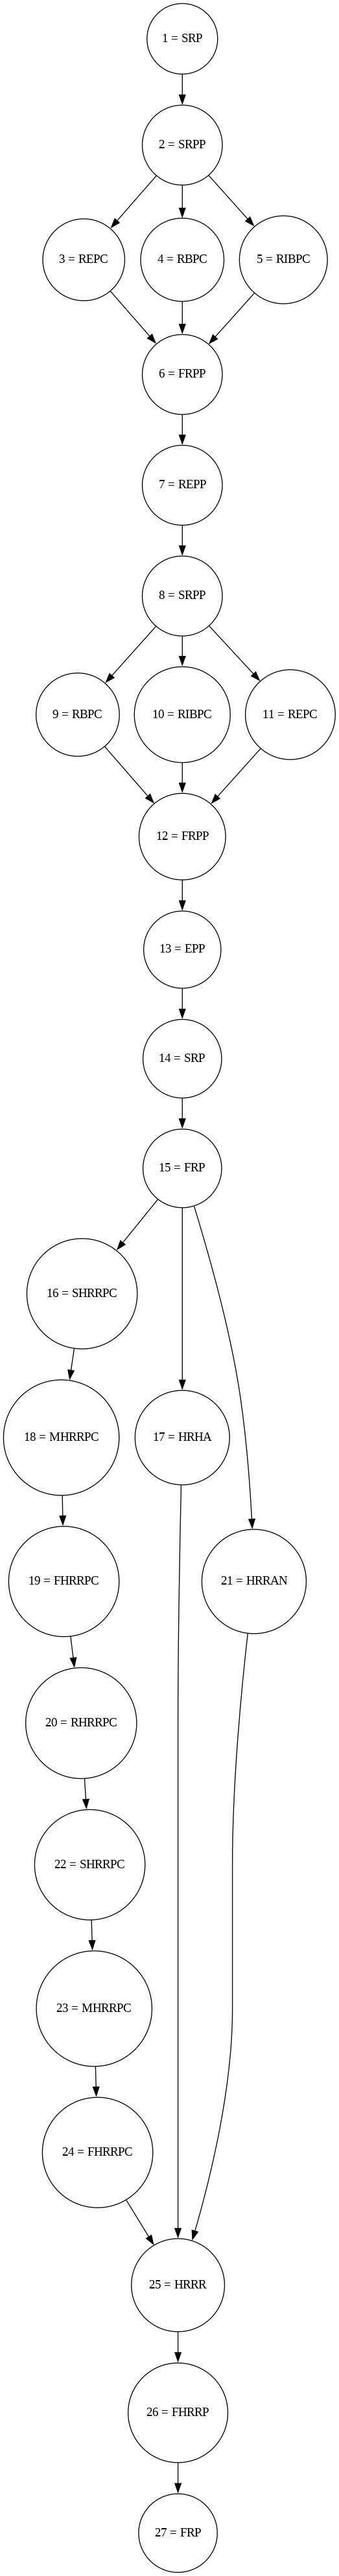 1 = SRP
2 = SRPP
3 = REPC
4 = RBPC
5 = RIBPC
6 = FRPP
7 = REPP
8 = SRPP
9 = RBPC
10 = RIBPC
11 = REPC
12 = FRPP
13 = EPP
14 = SRP
15 = FRP
16 = SHRRPC
18 = MHRRPC
17 = HRHA
19 = FHRRPC
21 = HRRAN
20 = RHRRPC
22 = SHRRPC
23 = MHRRPC
24 = FHRRPC
25 = HRRR
26 = FHRRP
27 = FRP